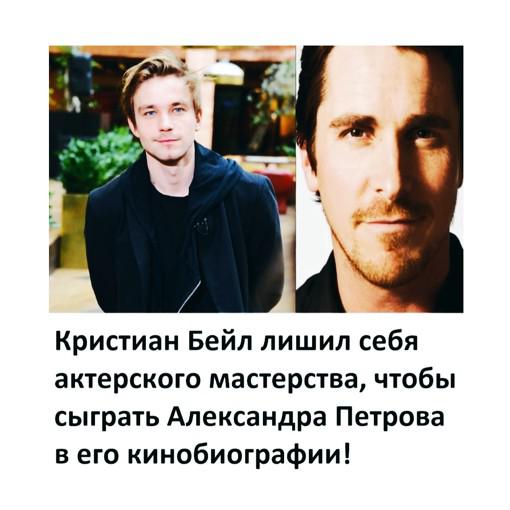 Кристиан Бейл лишил себя
актерского мастерства, чтобы
сыграть Александра Петрова
в его кинобиографии!